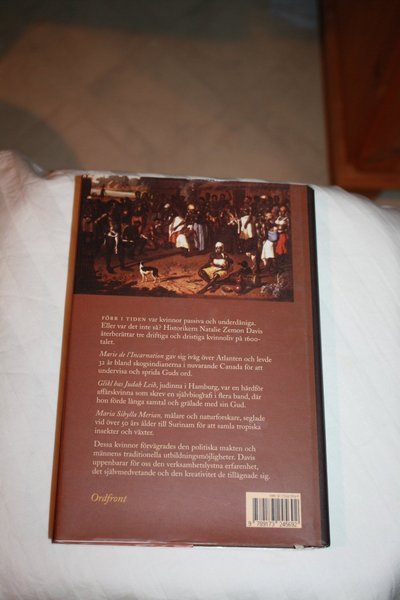 FÖRR I TIDEN var kvinnor passiva och underdåniga.
Eller var det inte så? Historikern Natalie Zemon Davis
återberättar tre driftiga och dristiga kvinnoliv på 1600-
talet.
Marie de l'Incarnation gav sig iväg över Atlanten och levde
32 år bland skogsindianerna i nuvarande Canada för att
undervisa och sprida Guds ord.
Glikl bas Judah Leib, judinna i Hamburg, var en hårdför
affärskvinna som skrev en självbiografi i flera band, där
hon förde långa samtal och grälade med sin Gud.
Maria Sibylla Merian, målare och naturforskare, seglade
vid över 50 års ålder till Surinam för att samla tropiska
insekter och växter.
Dessa kvinnor förvägrades den politiska makten och
männens traditionella utbildningsmöjligheter. Davis
uppenbarar för oss den verksamhetslystna erfarenhet,
det självmedvetande och den kreativitet de tillägnade sig.
Ordfront
9 789173 245692